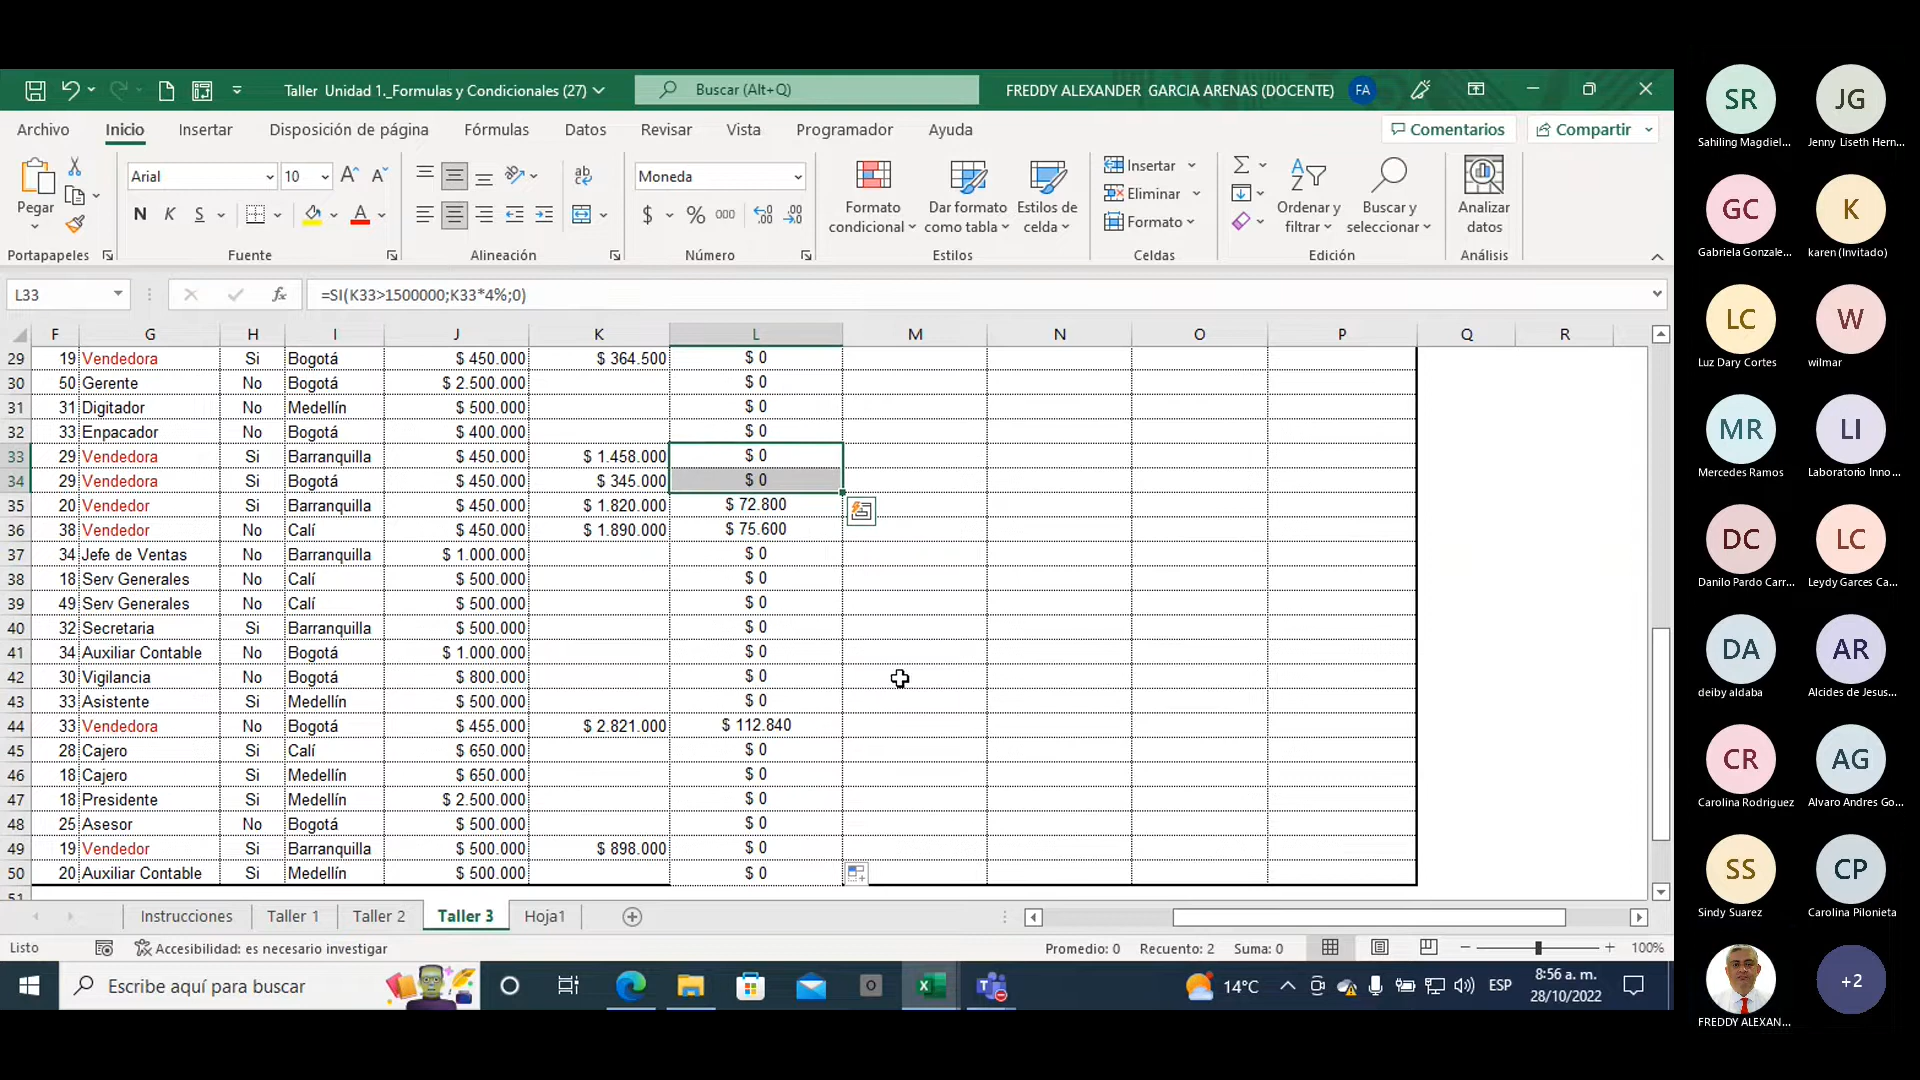 Taller Unidad 1._Formulas y Condicionales (27)
Buscar (Alt+Q)
FREDDY ALEXANDER GARCIA ARENAS (DOCENTE)
FA
Archivo Inicio Insertar Disposición de página Fórmulas Datos Revisar Vista Programador Ayuda
Comentarios
Compartir
Pegar
Portapapeles
Arial 10
N K S
Fuente
ab
Alineación
Moneda
$ % 000
Número
Formato condicional
Dar formato como tabla
Estilos de celda
Estilos
Insertar
Eliminar
Formato
Celdas
Ordenar y filtrar
Buscar y seleccionar
Edición
Analizar datos
Análisis
L33
fx
=SI(K33>1500000;K33*4%;0)
F G H I J K L M N O P Q R
29 19 Vendedora Si Bogotá $ 450.000 $ 364.500 $ 0
30 50 Gerente No Bogotá $ 2.500.000 $ 0
31 31 Digitador No Medellín $ 500.000 $ 0
32 33 Enpacador No Bogotá $ 400.000 $ 0
33 29 Vendedora Si Barranquilla $ 450.000 $ 1.458.000 $ 0
34 29 Vendedora Si Bogotá $ 450.000 $ 345.000 $ 0
35 20 Vendedor Si Barranquilla $ 450.000 $ 1.820.000 $ 72.800
36 38 Vendedor No Calí $ 450.000 $ 1.890.000 $ 75.600
37 34 Jefe de Ventas No Barranquilla $ 1.000.000 $ 0
38 18 Serv Generales No Calí $ 500.000 $ 0
39 49 Serv Generales No Calí $ 500.000 $ 0
40 32 Secretaria Si Barranquilla $ 500.000 $ 0
41 34 Auxiliar Contable No Bogotá $ 1.000.000 $ 0
42 30 Vigilancia No Bogotá $ 800.000 $ 0
43 33 Asistente Si Medellín $ 500.000 $ 0
44 33 Vendedora No Bogotá $ 455.000 $ 2.821.000 $ 112.840
45 28 Cajero Si Calí $ 650.000 $ 0
46 18 Cajero Si Medellín $ 650.000 $ 0
47 18 Presidente Si Medellín $ 2.500.000 $ 0
48 25 Asesor No Bogotá $ 500.000 $ 0
49 19 Vendedor Si Barranquilla $ 500.000 $ 898.000 $ 0
50 20 Auxiliar Contable Si Medellín $ 500.000 $ 0
51
Instrucciones Taller 1 Taller 2 Taller 3 Hoja1
Listo
Accesibilidad: es necesario investigar
Promedio: 0 Recuento: 2 Suma: 0
100%
Escribe aquí para buscar
14°C
ESP
8:56 a. m.
28/10/2022
SR
Sahiling Magdiel...
JG
Jenny Liseth Hern...
GC
Gabriela Gonzale...
K
karen (Invitado)
LC
Luz Dary Cortes
W
wilmar
MR
Mercedes Ramos
LI
Laboratorio Inno...
DC
Danilo Pardo Carr...
LC
Leydy Garces Ca...
DA
deiby aldaba
AR
Alcides de Jesus...
CR
Carolina Rodriguez
AG
Alvaro Andres Go...
SS
Sindy Suarez
CP
Carolina Pilonieta
FREDDY ALEXAN...
+2